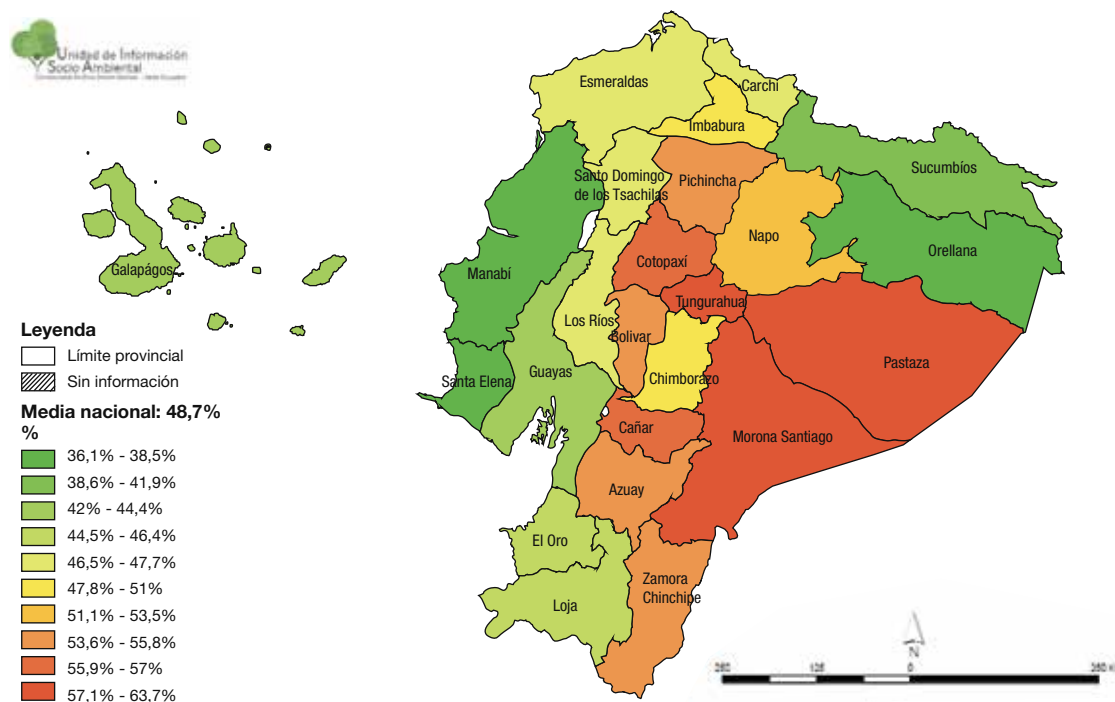 Unidad de Información
Socio Ambiental
Esmeraldas
Carchi
Imbabura
Sucumbíos
Santo Domingo
de los Tsachilas
Pichincha
Napo
Orellana
Galapágos
Manabí
Cotopaxí
Tungurahua
Los Ríos
Bolivar
Pastaza
Guayas
Chimborazo
Santa Elena
Cañar
Morona Santiago
Azuay
El Oro
Loja
Zamora
Chinchipe
Leyenda
Límite provincial
Sin información
Media nacional: 48,7%
%
36,1% - 38,5%
38,6% - 41,9%
42% - 44,4%
44,5% - 46,4%
46,5% - 47,7%
47,8% - 51%
51,1% - 53,5%
53,6% - 55,8%
55,9% - 57%
57,1% - 63,7%
N
0